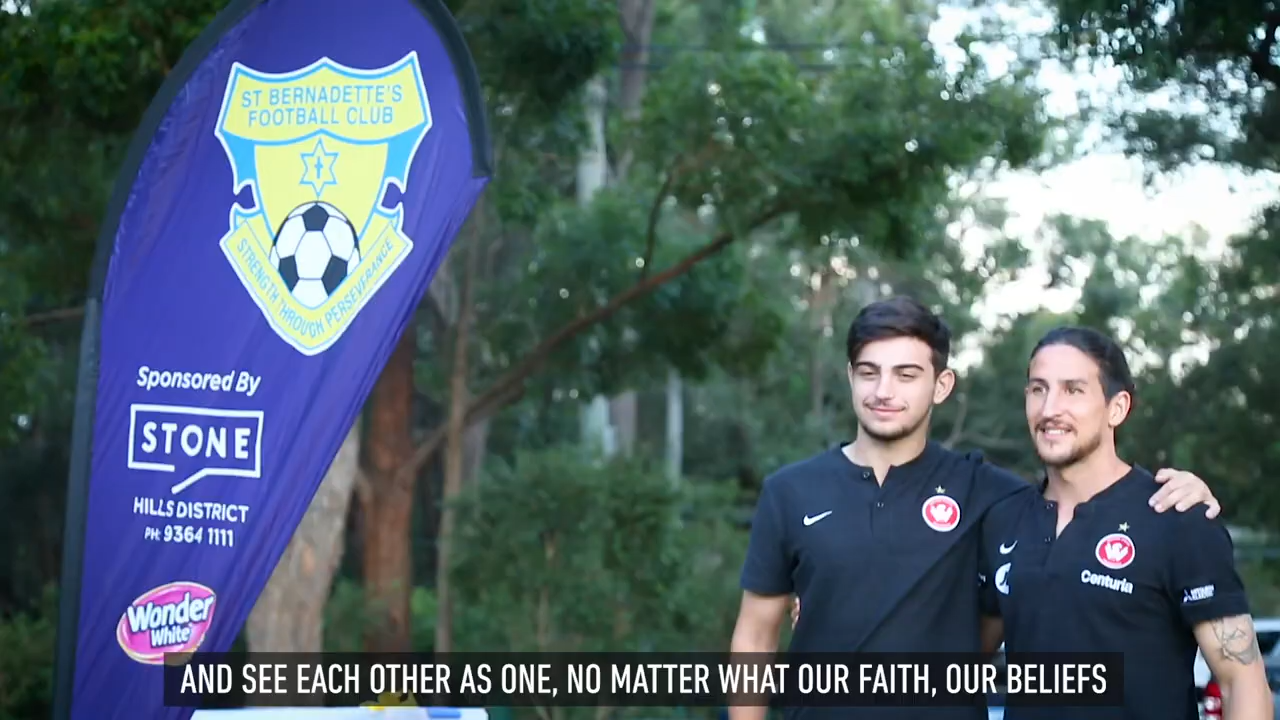 ST BERNADETTE'S
FOOTBALL CLUB
STRENGTH THROUGH PERSEVERANCE
Sponsored By
STONE
HILLS DISTRICT
PH: 9364 1111
Wonder
White
Centuria
AND SEE EACH OTHER AS ONE, NO MATTER WHAT OUR FAITH, OUR BELIEFS